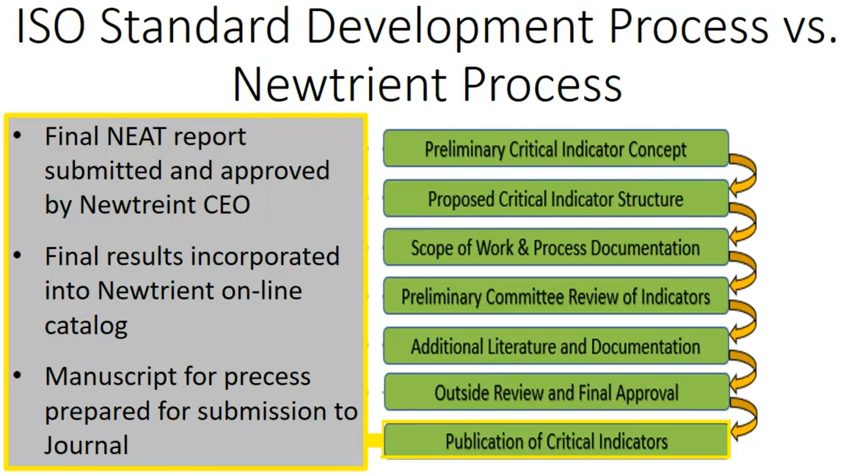 ISO Standard Development Process vs.
Newtrient Process
• Final NEAT report
submitted and approved
by Newtreint CEO
• Final results incorporated
into Newtrient on-line
catalog
• Manuscript for precess
prepared for submission to
Journal
Preliminary Critical Indicator Concept
Proposed Critical Indicator Structure
Scope of Work & Process Documentation
Preliminary Committee Review of Indicators
Additional Literature and Documentation
Outside Review and Final Approval
Publication of Critical Indicators